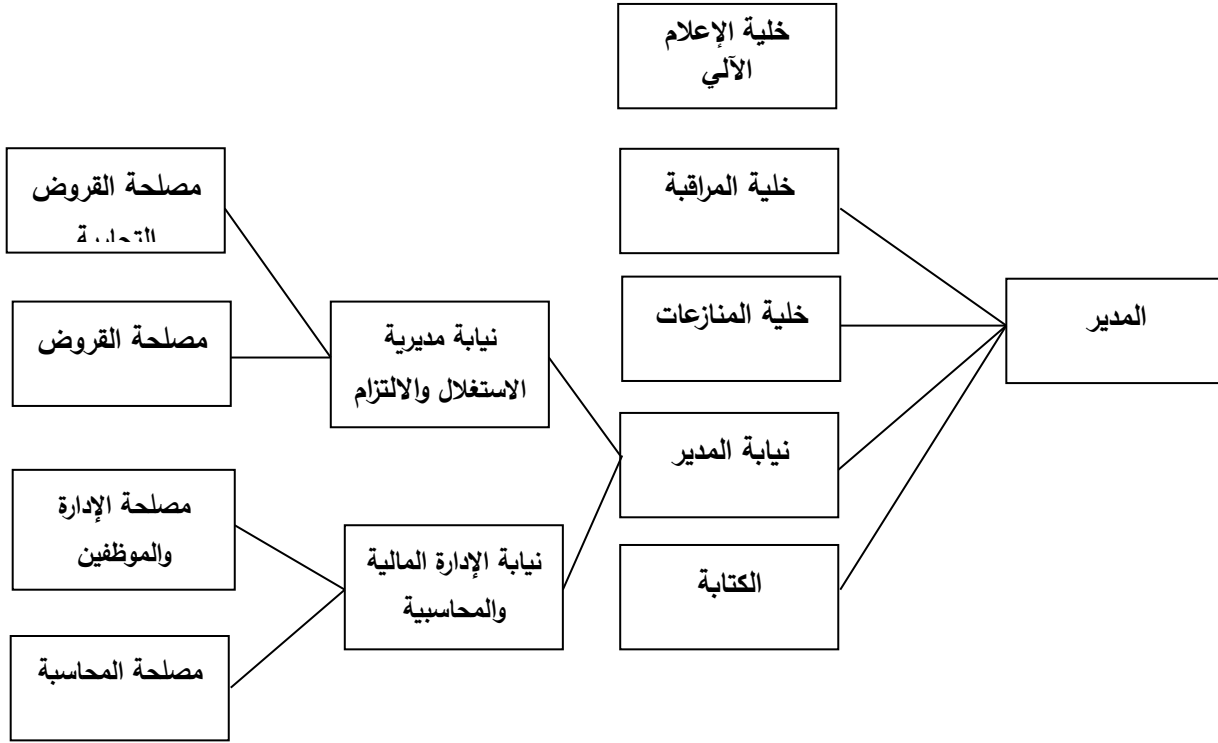 خلية الإعلام
الآلي
خلية المراقبة
خلية المنازعات
المدير
نيابة المدير
الكتابة
نيابة مديرية
الاستغلال والالتزام
نيابة الإدارة المالية
والمحاسبية
مصلحة القروض
التجارية
مصلحة القروض
مصلحة الإدارة
والموظفين
مصلحة المحاسبة